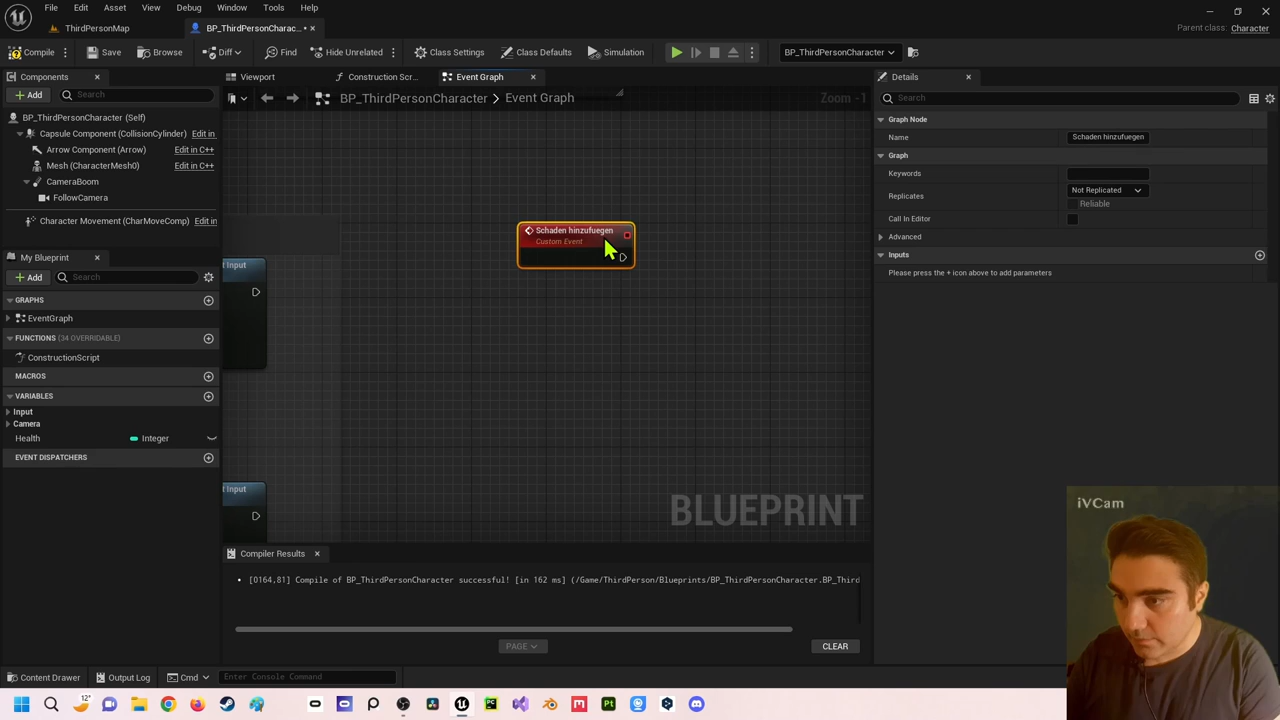 File Edit Asset View Debug Window Tools Help
ThirdPersonMap
BP_ThirdPersonCharac... •
Parent class: Character
Compile
Save
Browse
Diff
Find
Hide Unrelated
Class Settings
Class Defaults
Simulation
BP_ThirdPersonCharacter
Components
Add
Search
BP_ThirdPersonCharacter (Self)
Capsule Component (CollisionCylinder) Edit in
Arrow Component (Arrow) Edit in C++
Mesh (CharacterMesh0) Edit in C++
CameraBoom
FollowCamera
Character Movement (CharMoveComp) Edit in
My Blueprint
Add
Search
GRAPHS
EventGraph
FUNCTIONS (34 OVERRIDABLE)
ConstructionScript
MACROS
VARIABLES
Input
Camera
Health Integer
EVENT DISPATCHERS
Viewport
Construction Scr...
Event Graph
BP_ThirdPersonCharacter > Event Graph
Zoom -1
t Input
t Input
Schaden hinzufuegen
Custom Event
BLUEPRINT
Compiler Results
[0164,81] Compile of BP_ThirdPersonCharacter successful! [in 162 ms] (/Game/ThirdPerson/Blueprints/BP_ThirdPersonCharacter.BP_Third
PAGE
CLEAR
Details
Search
Graph Node
Name Schaden hinzufuegen
Graph
Keywords
Replicates Not Replicated
Reliable
Call In Editor
Advanced
Inputs
Please press the + icon above to add parameters
iVCam
Content Drawer
Output Log
Cmd
Enter Console Command
12°